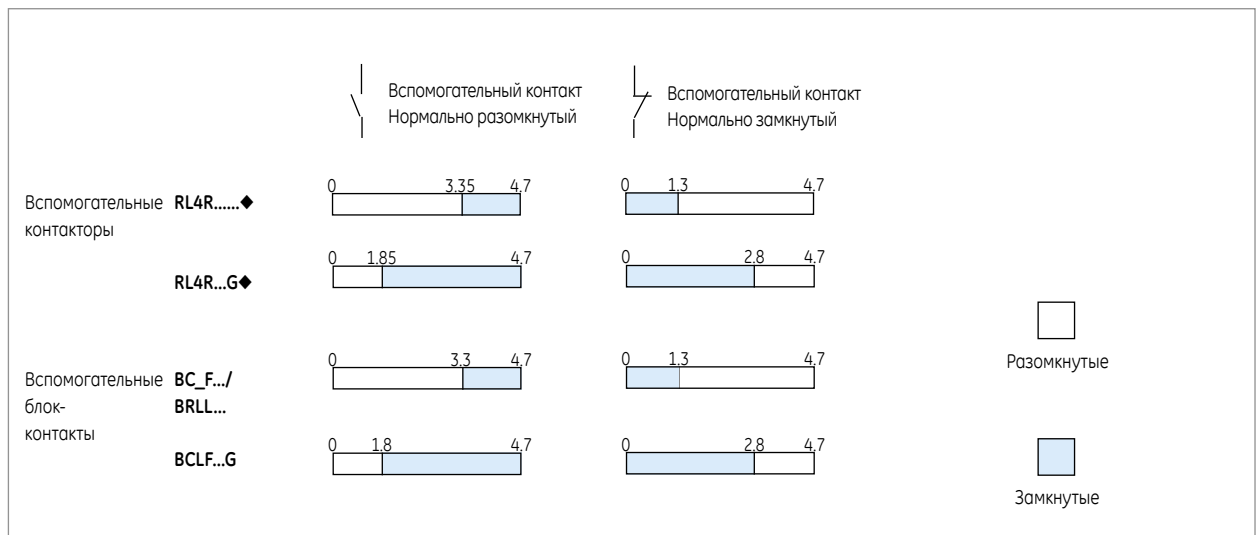 Вспомогательный контакт
Нормально разомкнутый
Вспомогательный контакт
Нормально замкнутый
Вспомогательные RL4R......◆
контакторы
0 3.35 4.7
0 1.3 4.7
RL4R...G◆
0 1.85 4.7
0 2.8 4.7
Вспомогательные BC_F.../
блок- BRLL...
контакты
0 3.3 4.7
0 1.3 4.7
BCLF...G
0 1.8 4.7
0 2.8 4.7
Разомкнутые
Замкнутые